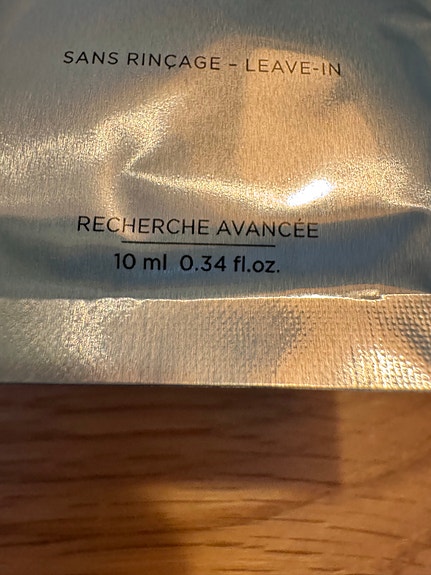 SANS RINÇAGE – LEAVE-IN
RECHERCHE AVANCÉE
10 ml 0.34 fl.oz.